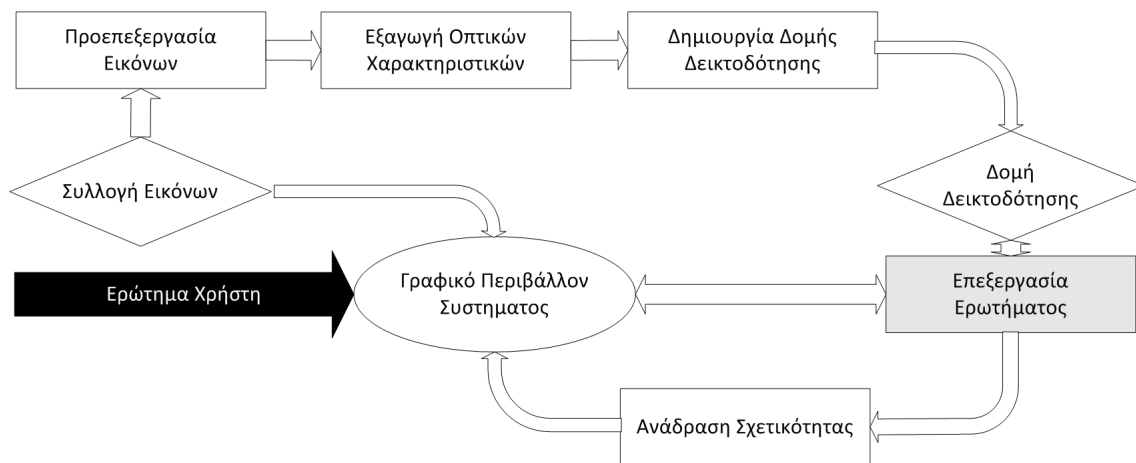 Προεπεξεργασία
Εικόνων
Εξαγωγή Οπτικών
Χαρακτηριστικών
Δημιουργία Δομής
Δεικτοδότησης
Συλλογή Εικόνων
Δομή
Δεικτοδότησης
Ερώτημα Χρήστη
Γραφικό Περιβάλλον
Συστηματος
Επεξεργασία
Ερωτήματος
Ανάδραση Σχετικότητας